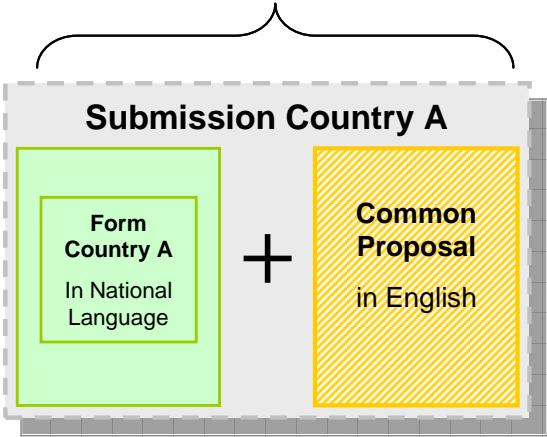 Submission Country A
Form
Country A
In National
Language
+
Common
Proposal
in English